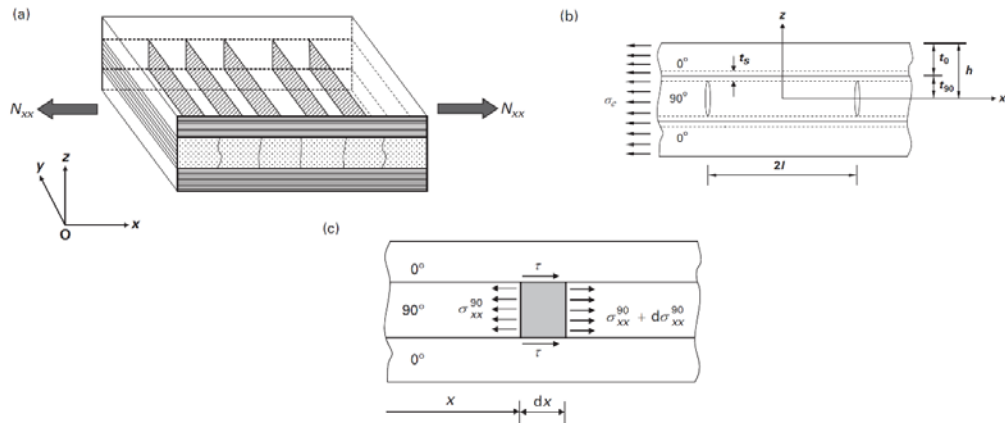 (a)
N_xx
N_xx
z
y
x
O
(b)
z
0°
t_s
t_0
h
σ_c
90°
t_90
x
0°
2l
(c)
0°
τ
90°
σ_xx^90
σ_xx^90 + dσ_xx^90
τ
0°
x
dx